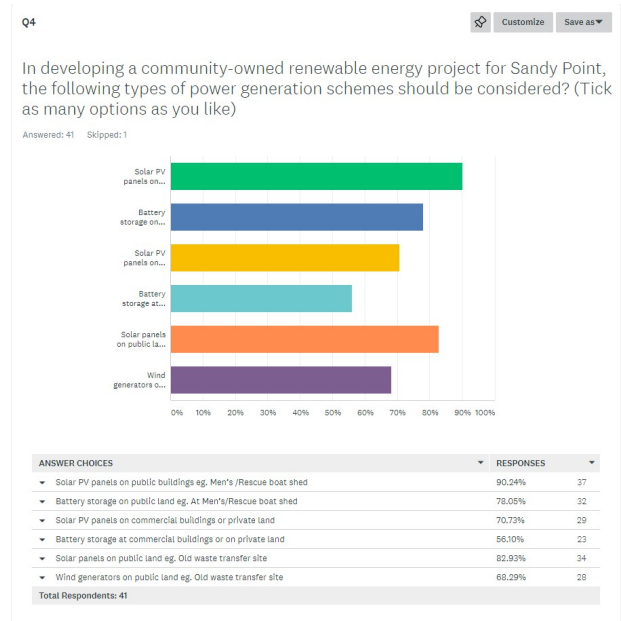 Q4
Customize
Save as
In developing a community-owned renewable energy project for Sandy Point,
the following types of power generation schemes should be considered? (Tick
as many options as you like)
Answered: 41 Skipped: 1
Solar PV
panels on...
Battery
storage on...
Solar PV
panels on...
Battery
storage at...
Solar panels
on public la...
Wind
generators o...
0% 10% 20% 30% 40% 50% 60% 70% 80% 90% 100%
ANSWER CHOICES RESPONSES
Solar PV panels on public buildings eg. Men's /Rescue boat shed 90.24% 37
Battery storage on public land eg. At Men's/Rescue boat shed 78.05% 32
Solar PV panels on commercial buildings or private land 70.73% 29
Battery storage at commercial buildings or on private land 56.10% 23
Solar panels on public land eg. Old waste transfer site 82.93% 34
Wind generators on public land eg. Old waste transfer site 68.29% 28
Total Respondents: 41